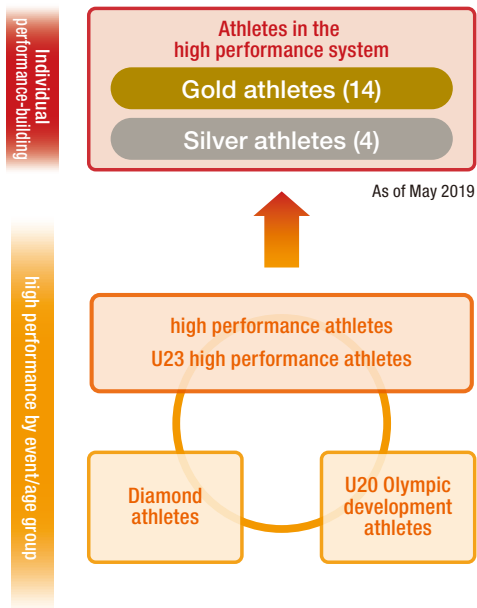 Individual
performance-building
Athletes in the
high performance system
Gold athletes (14)
Silver athletes (4)
As of May 2019
high performance by event/age group
high performance athletes
U23 high performance athletes
Diamond
athletes
U20 Olympic
development
athletes